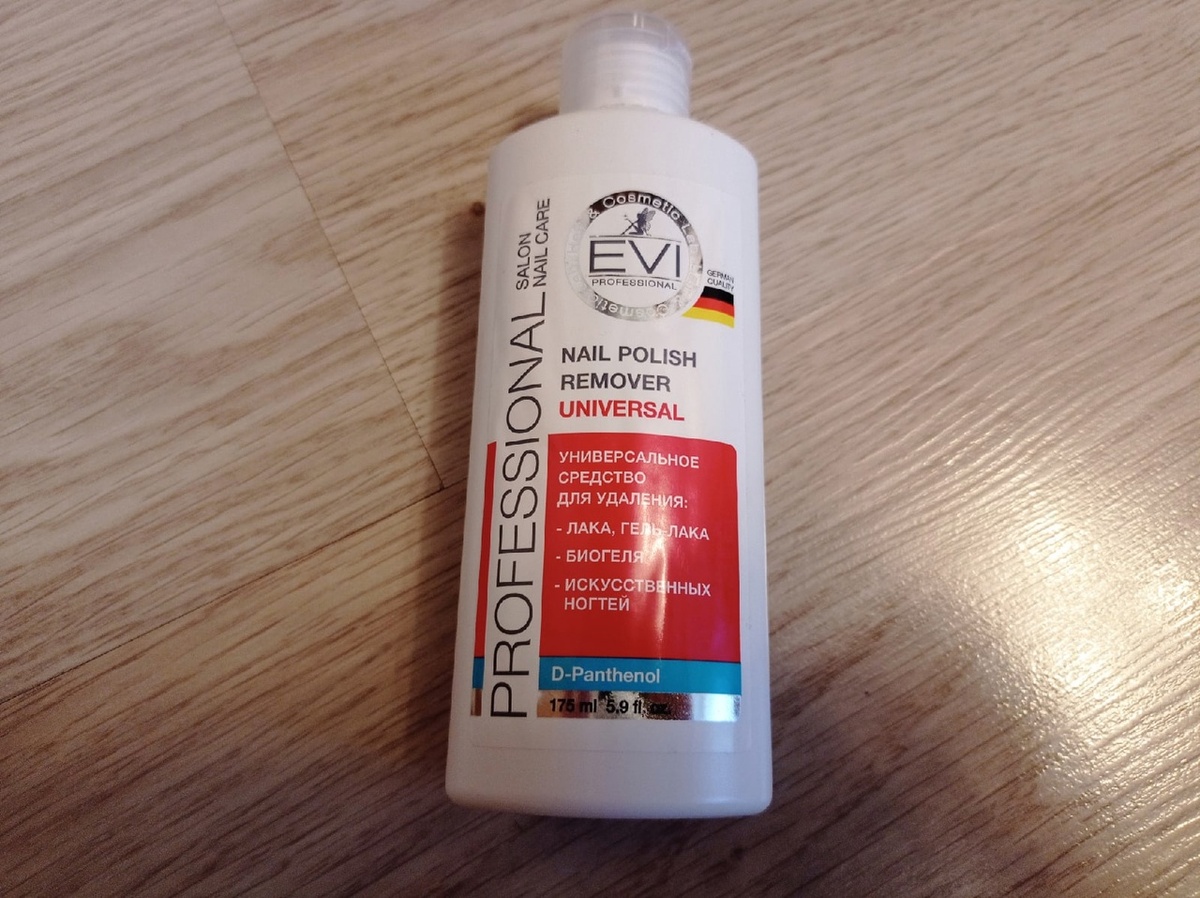 PROFESSIONAL
SALON
NAIL CARE
& Cosmetic
EVI
PROFESSIONAL
GERMAN
QUALITY
NAIL POLISH
REMOVER
UNIVERSAL
УНИВЕРСАЛЬНОЕ
СРЕДСТВО
ДЛЯ УДАЛЕНИЯ:
- ЛАКА, ГЕЛЬ-ЛАКА
- БИОГЕЛЯ
- ИСКУССТВЕННЫХ
НОГТЕЙ
D-Panthenol
175 ml 5.9 fl. oz.